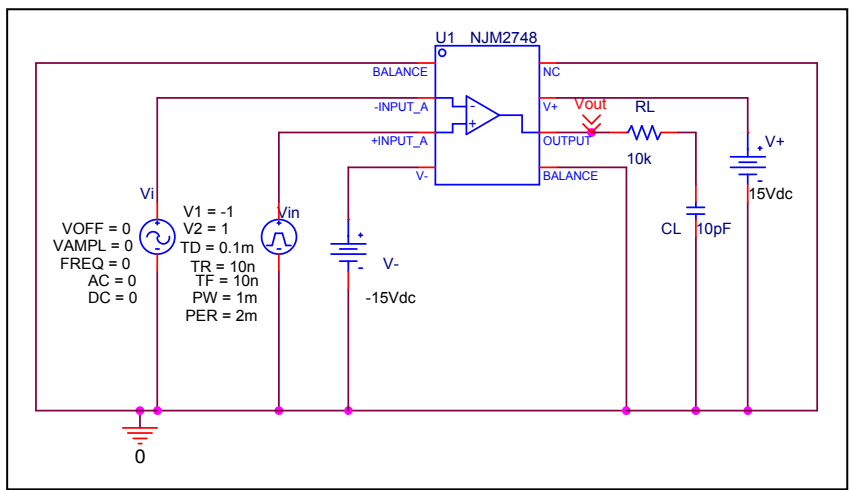 U1 NJM2748
BALANCE
NC
-INPUT_A
V+
Vout
RL
+INPUT_A
OUTPUT
10k
V+
V-
BALANCE
15Vdc
Vi
VOFF = 0
VAMPL = 0
FREQ = 0
AC = 0
DC = 0
Vin
V1 = -1
V2 = 1
TD = 0.1m
TR = 10n
TF = 10n
PW = 1m
PER = 2m
V-
-15Vdc
CL
10pF
-
+
0